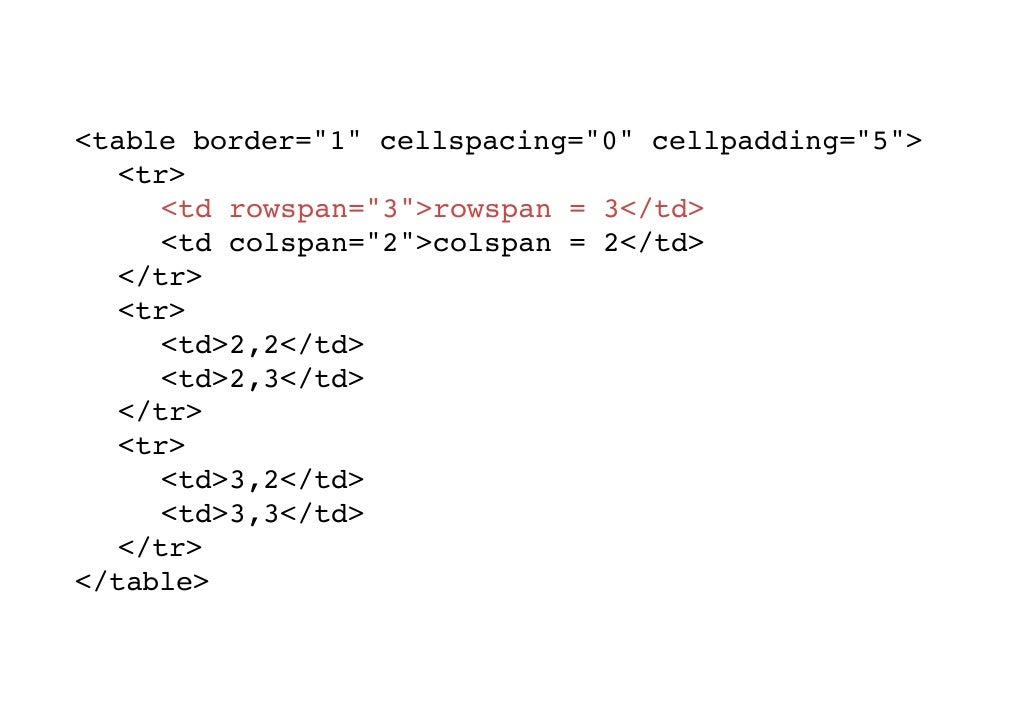 <table border="1" cellspacing="0" cellpadding="5">
<tr>
<td rowspan="3">rowspan = 3</td>
<td colspan="2">colspan = 2</td>
</tr>
<tr>
<td>2,2</td>
<td>2,3</td>
</tr>
<tr>
<td>3,2</td>
<td>3,3</td>
</tr>
</table>